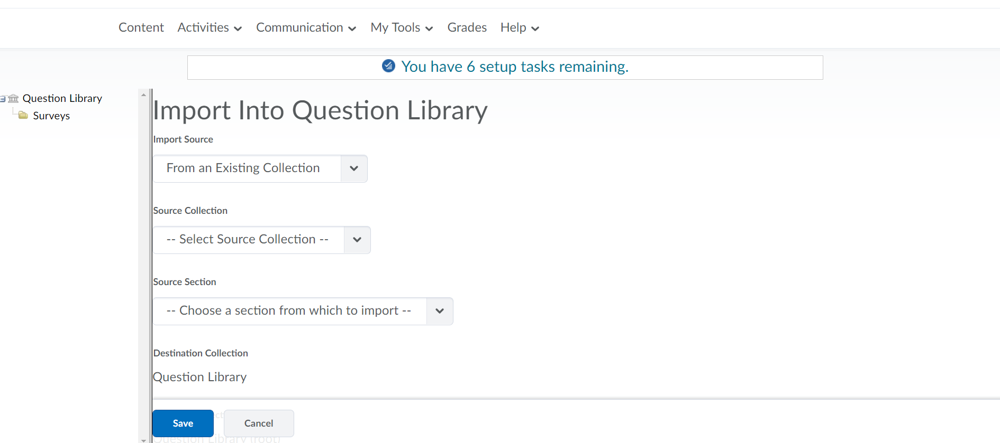 Content Activities Communication My Tools Grades Help
You have 6 setup tasks remaining.
Question Library
Surveys
Import Into Question Library
Import Source
From an Existing Collection
Source Collection
-- Select Source Collection --
Source Section
-- Choose a section from which to import --
Destination Collection
Question Library
Save Cancel
Question Library (root)